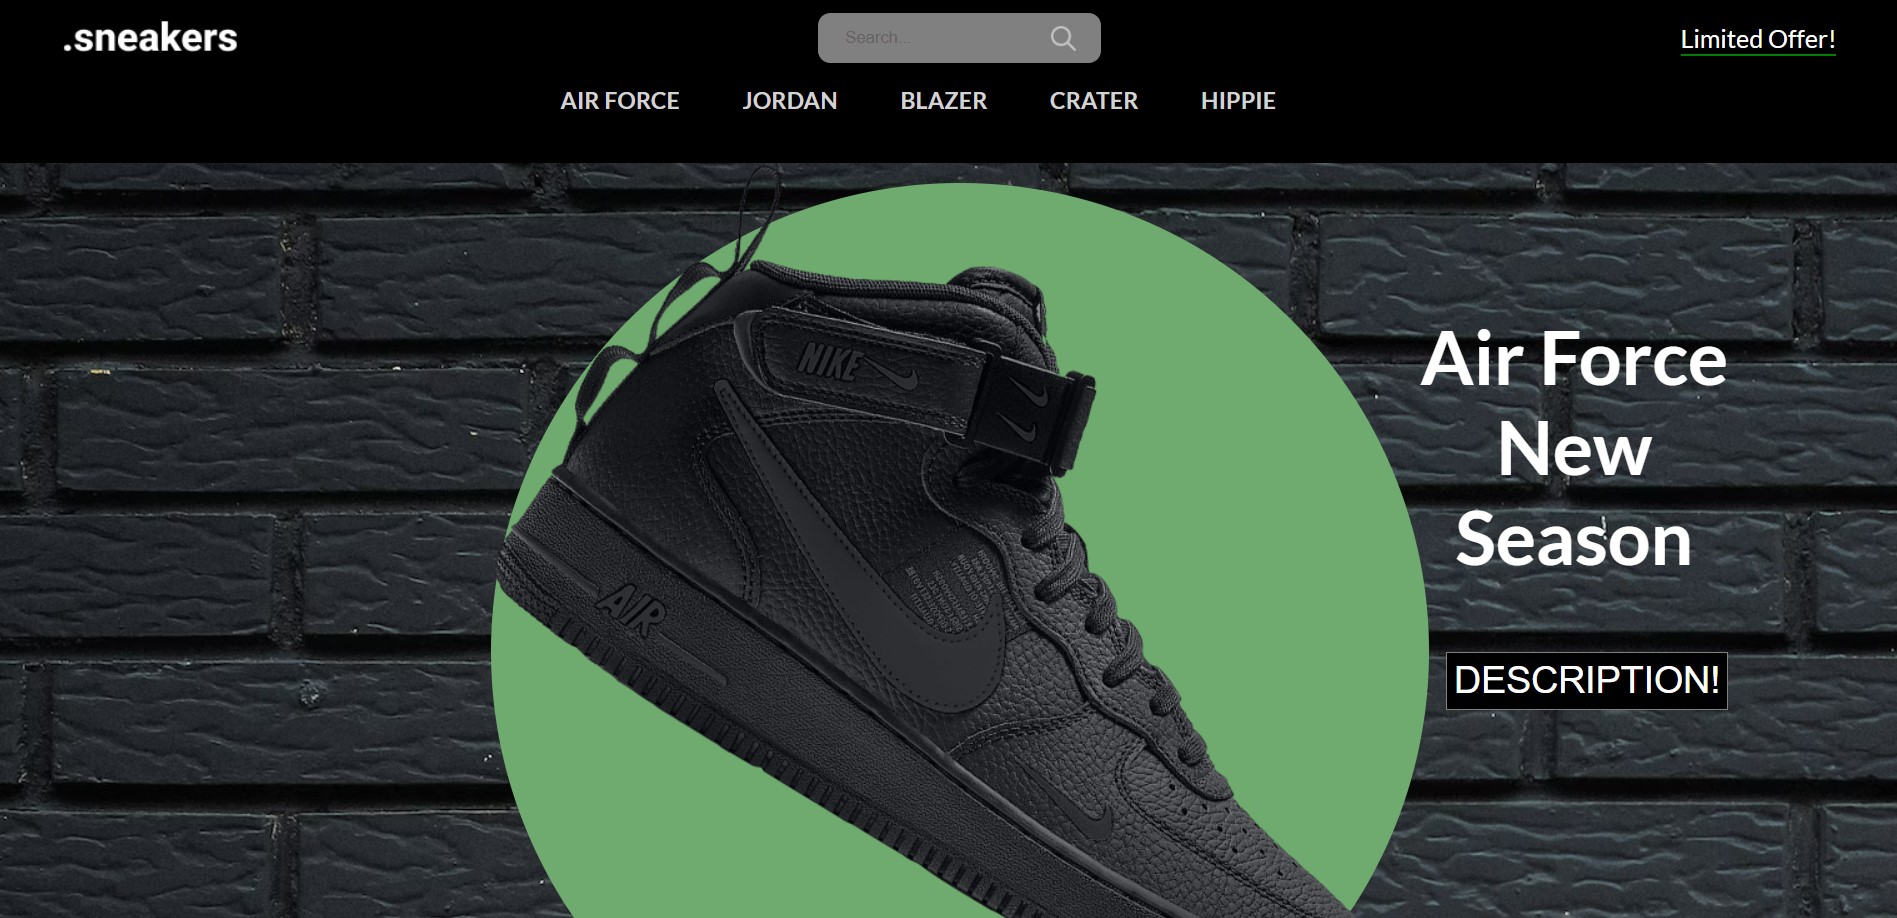 .sneakers
Search...
Limited Offer!
AIR FORCE JORDAN BLAZER CRATER HIPPIE
Air Force
New
Season
DESCRIPTION!
NIKE
AIR